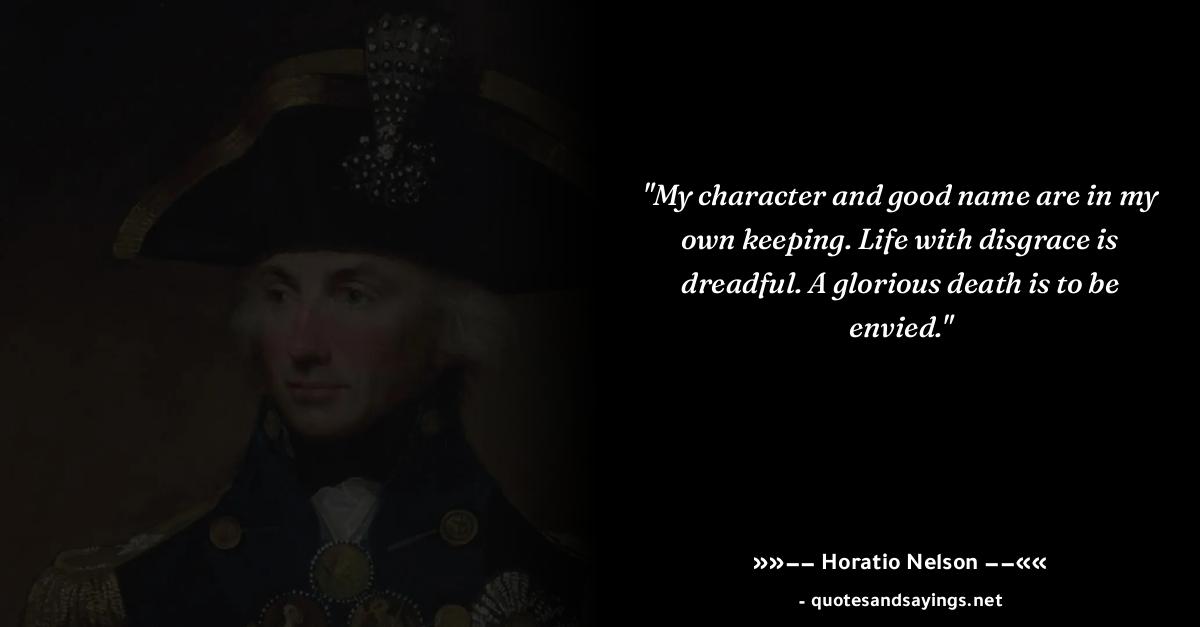 "My character and good name are in my
own keeping. Life with disgrace is
dreadful. A glorious death is to be
envied."
»»–– Horatio Nelson ––««
- quotesandsayings.net